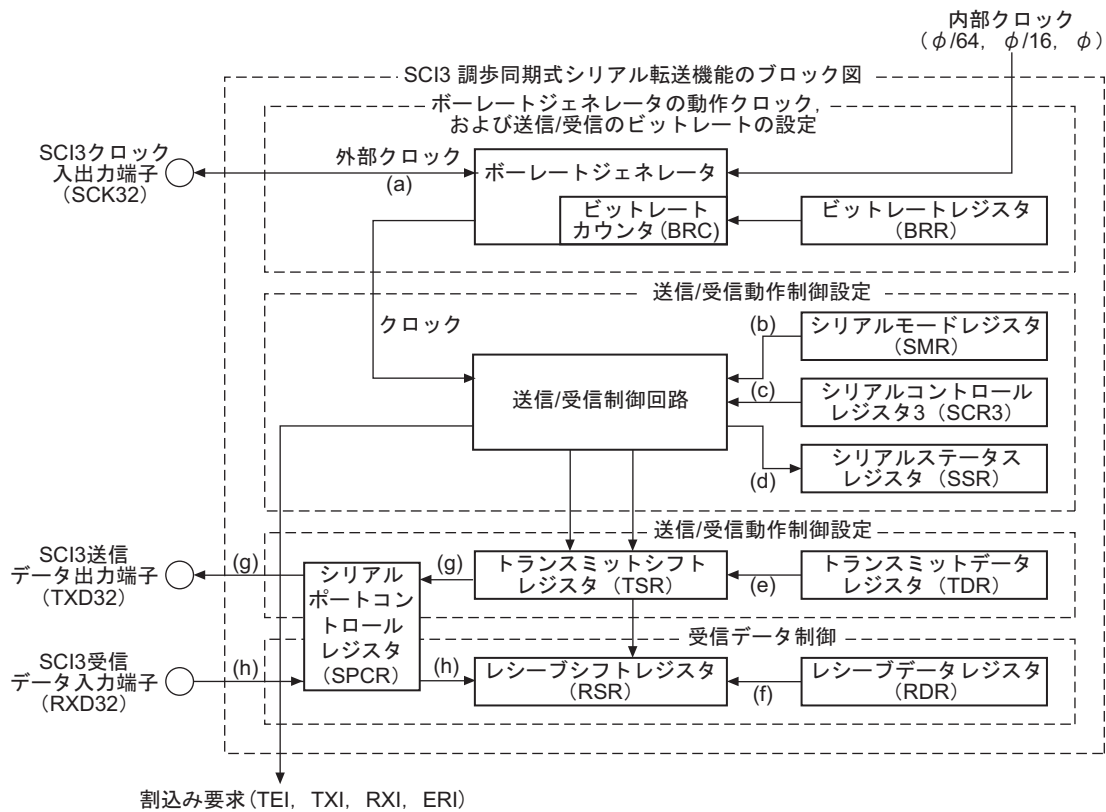 内部クロック
(φ/64, φ/16, φ)
SCI3 調歩同期式シリアル転送機能のブロック図
ボーレートジェネレータの動作クロック,
および送信/受信のビットレートの設定
SCI3クロック
入出力端子
(SCK32)
外部クロック
(a)
ボーレートジェネレータ
ビットレート
カウンタ(BRC)
ビットレートレジスタ
(BRR)
送信/受信動作制御設定
クロック
(b)
シリアルモードレジスタ
(SMR)
送信/受信制御回路
(c)
シリアルコントロール
レジスタ3 (SCR3)
(d)
シリアルステータス
レジスタ (SSR)
送信/受信動作制御設定
SCI3送信
データ出力端子
(TXD32)
(g)
シリアル
ポートコン
トロール
レジスタ
(SPCR)
(g)
トランスミットシフト
レジスタ (TSR)
(e)
トランスミットデータ
レジスタ (TDR)
受信データ制御
SCI3受信
データ入力端子
(RXD32)
(h)
(h)
レシーブシフトレジスタ
(RSR)
(f)
レシーブデータレジスタ
(RDR)
割込み要求(TEI, TXI, RXI, ERI)